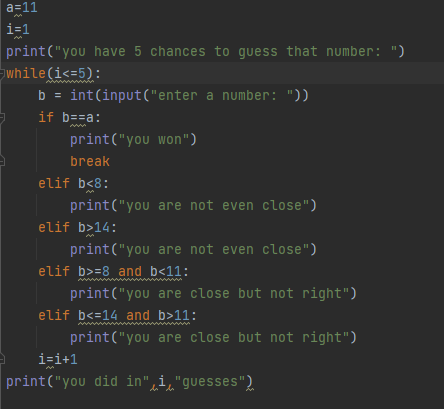 a=11
i=1
print("you have 5 chances to guess that number: ")
while(i<=5):
    b = int(input("enter a number: "))
    if b==a:
        print("you won")
        break
    elif b<8:
        print("you are not even close")
    elif b>14:
        print("you are not even close")
    elif b>=8 and b<11:
        print("you are close but not right")
    elif b<=14 and b>11:
        print("you are close but not right")
    i=i+1
print("you did in",i,"guesses")